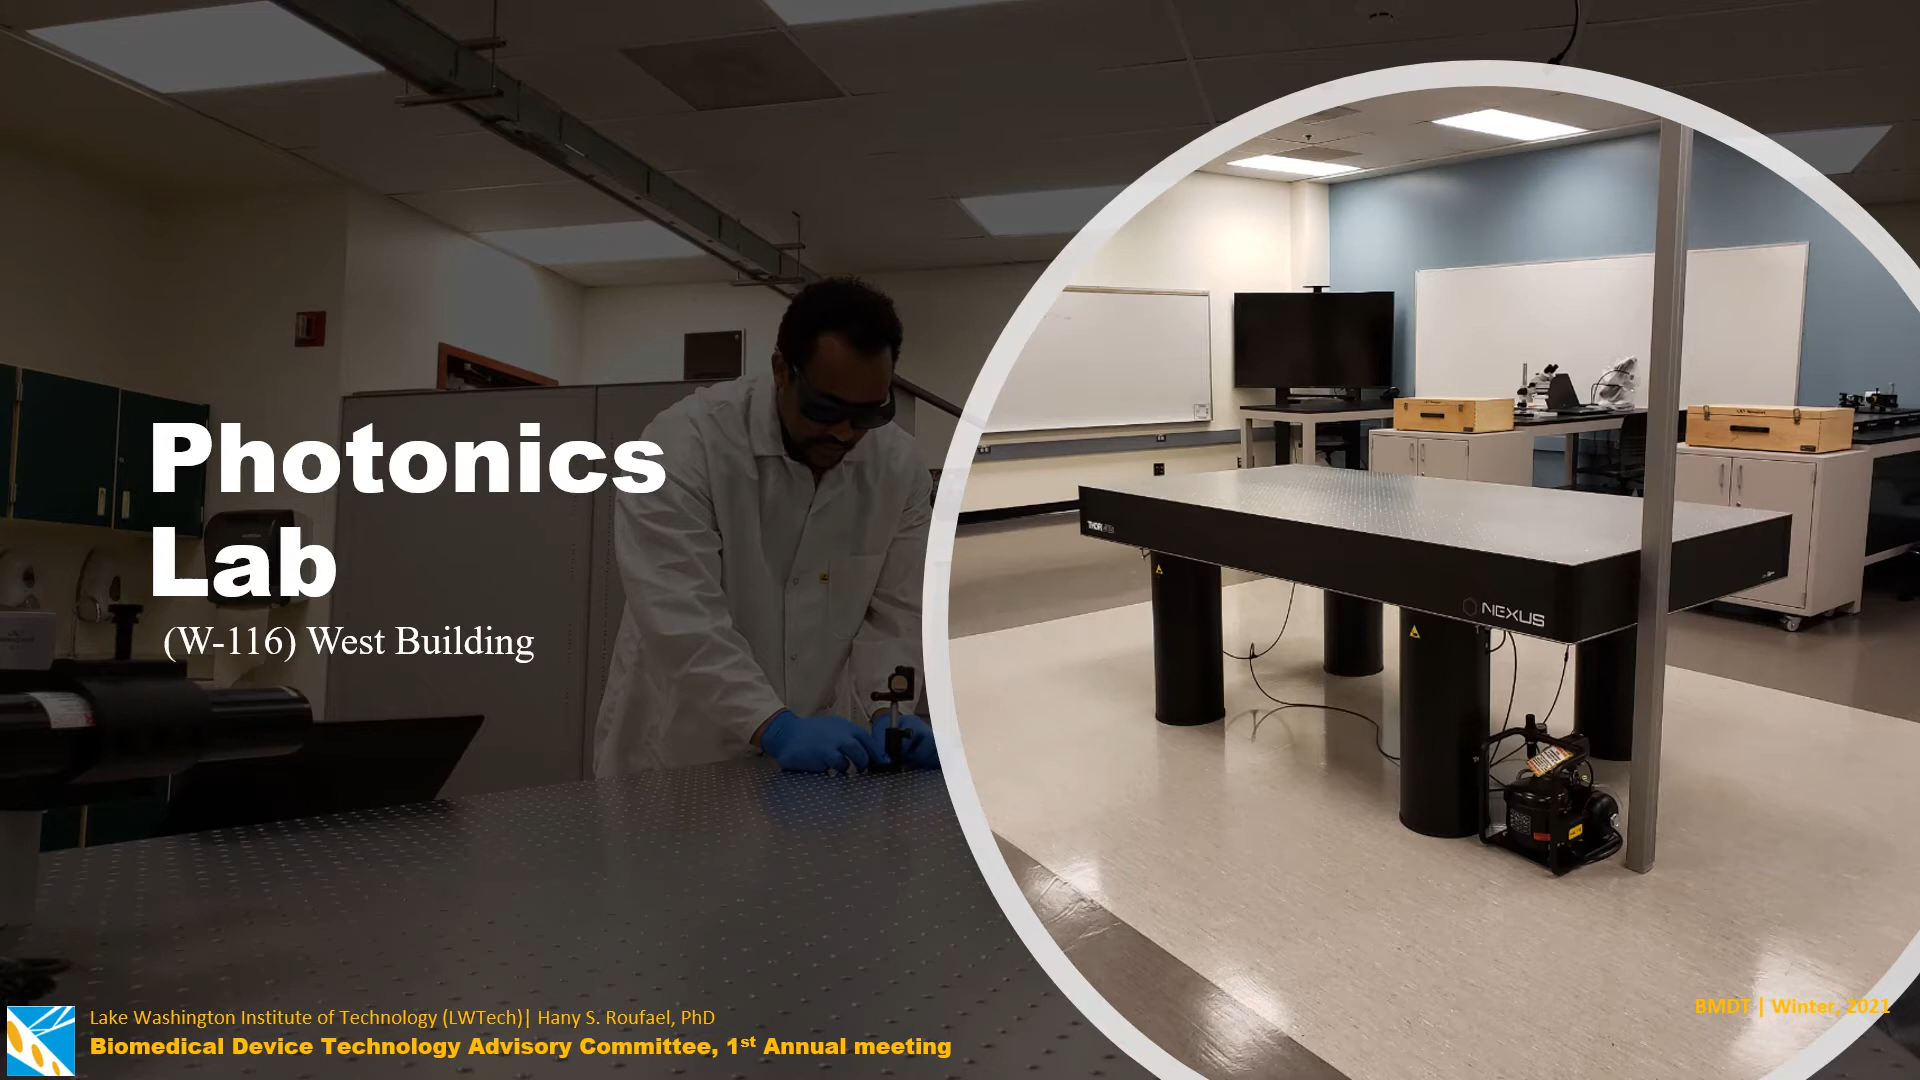 Photonics
Lab
(W-116) West Building
THORLABS
NEXUS
Lake Washington Institute of Technology (LWTech)| Hany S. Roufael, PhD
Biomedical Device Technology Advisory Committee, 1st Annual meeting
BMDT | Winter, 2021